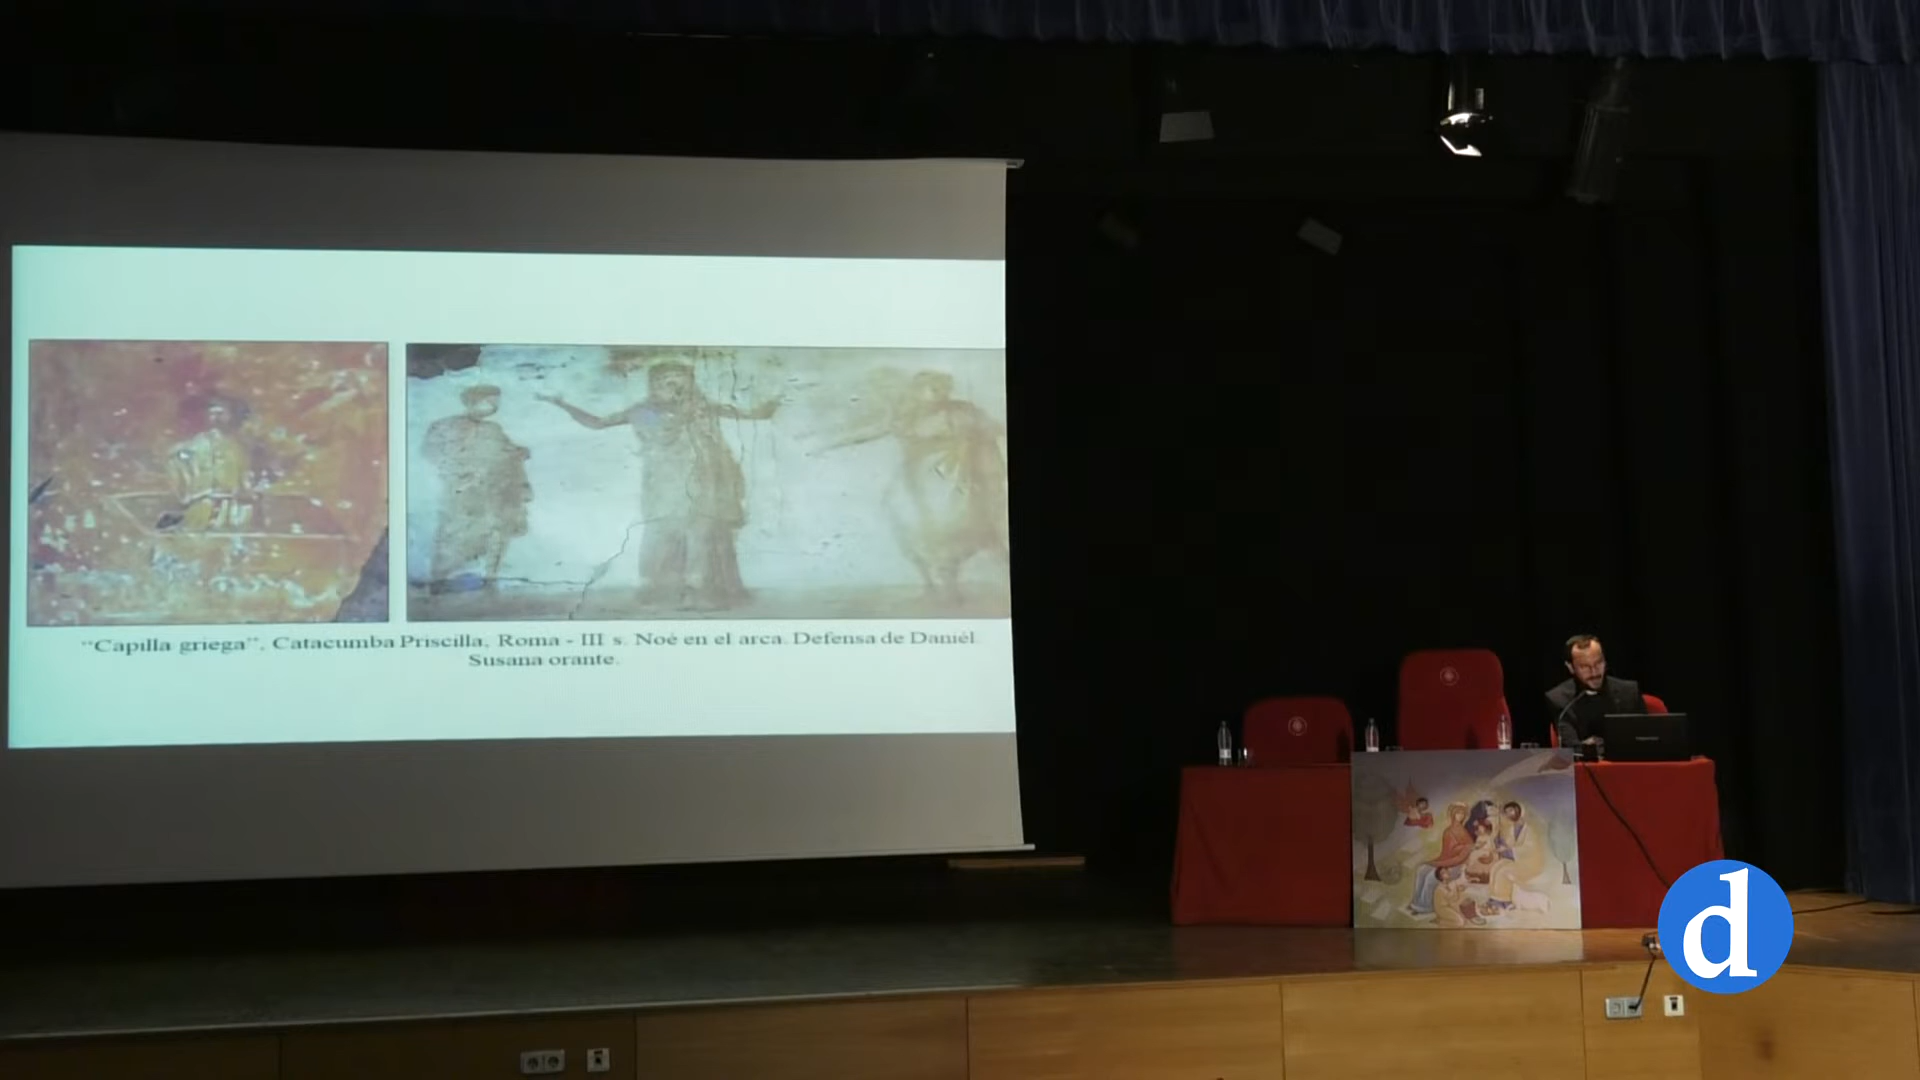 “Capilla griega”, Catacumba Priscilla, Roma - III s. Noé en el arca. Defensa de Daniél.
Susana orante.
d